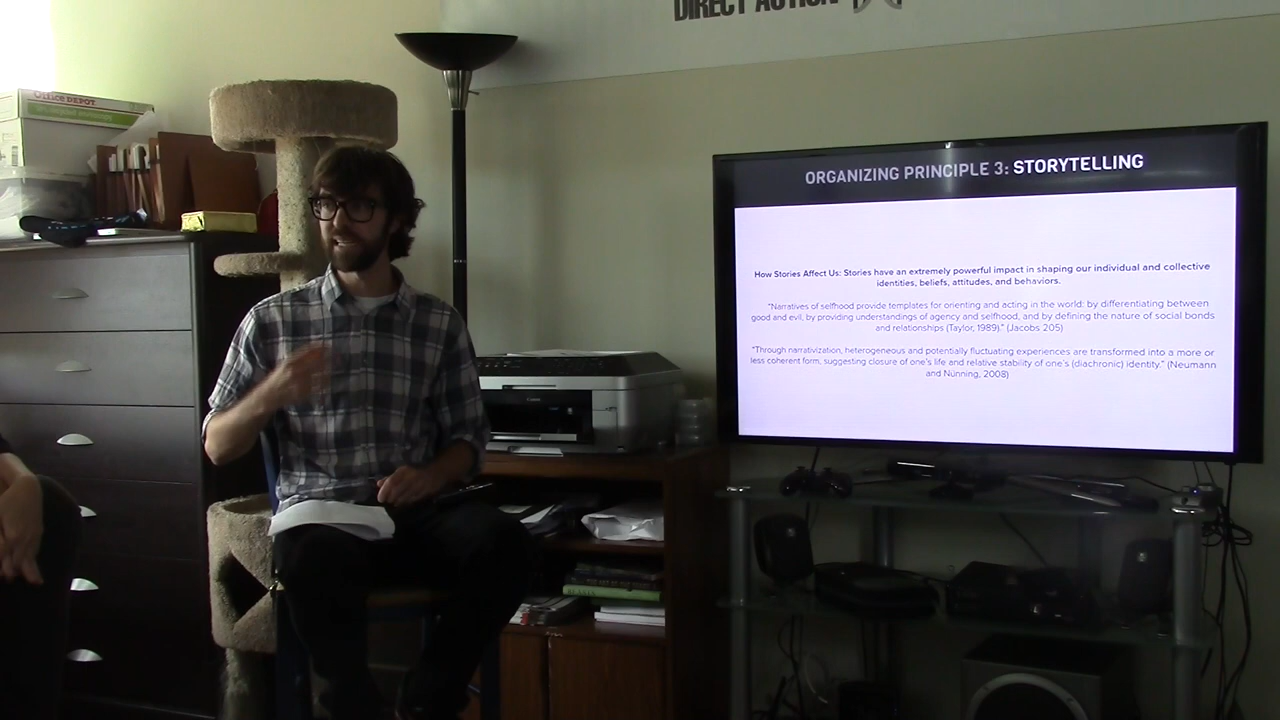 DIRECT ACTION
Office DEPOT
ORGANIZING PRINCIPLE 3: STORYTELLING
How Stories Affect Us: Stories have an extremely powerful impact in shaping our individual and collective
identities, beliefs, attitudes, and behaviors.
"Narratives of selfhood provide templates for orienting and acting in the world: by differentiating between
good and evil, by providing understandings of agency and selfhood, and by defining the nature of social bonds
and relationships (Taylor, 1989)." (Jacobs 205)
"Through narrativization, heterogeneous and potentially fluctuating experiences are transformed into a more or
less coherent form, suggesting closure of one's life and relative stability of one's (diachronic) identity." (Neumann
and Nünning, 2008)
Canon